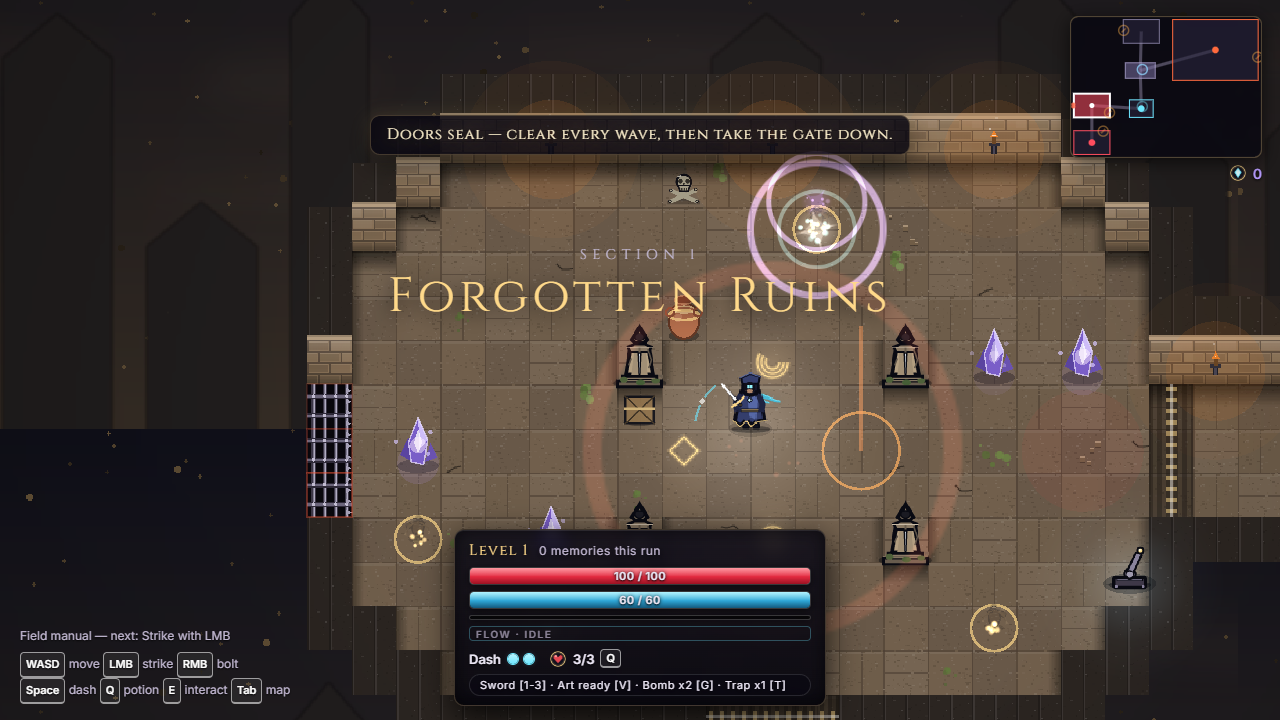 Doors seal — clear every wave, then take the gate down.
0
SECTION 1
Forgotten Ruins
Level 1 0 memories this run
100 / 100
60 / 60
FLOW · IDLE
Dash 3/3 Q
Sword [1-3] · Art ready [V] · Bomb x2 [G] · Trap x1 [T]
Field manual — next: Strike with LMB
WASD move LMB strike RMB bolt
Space dash Q potion E interact Tab map